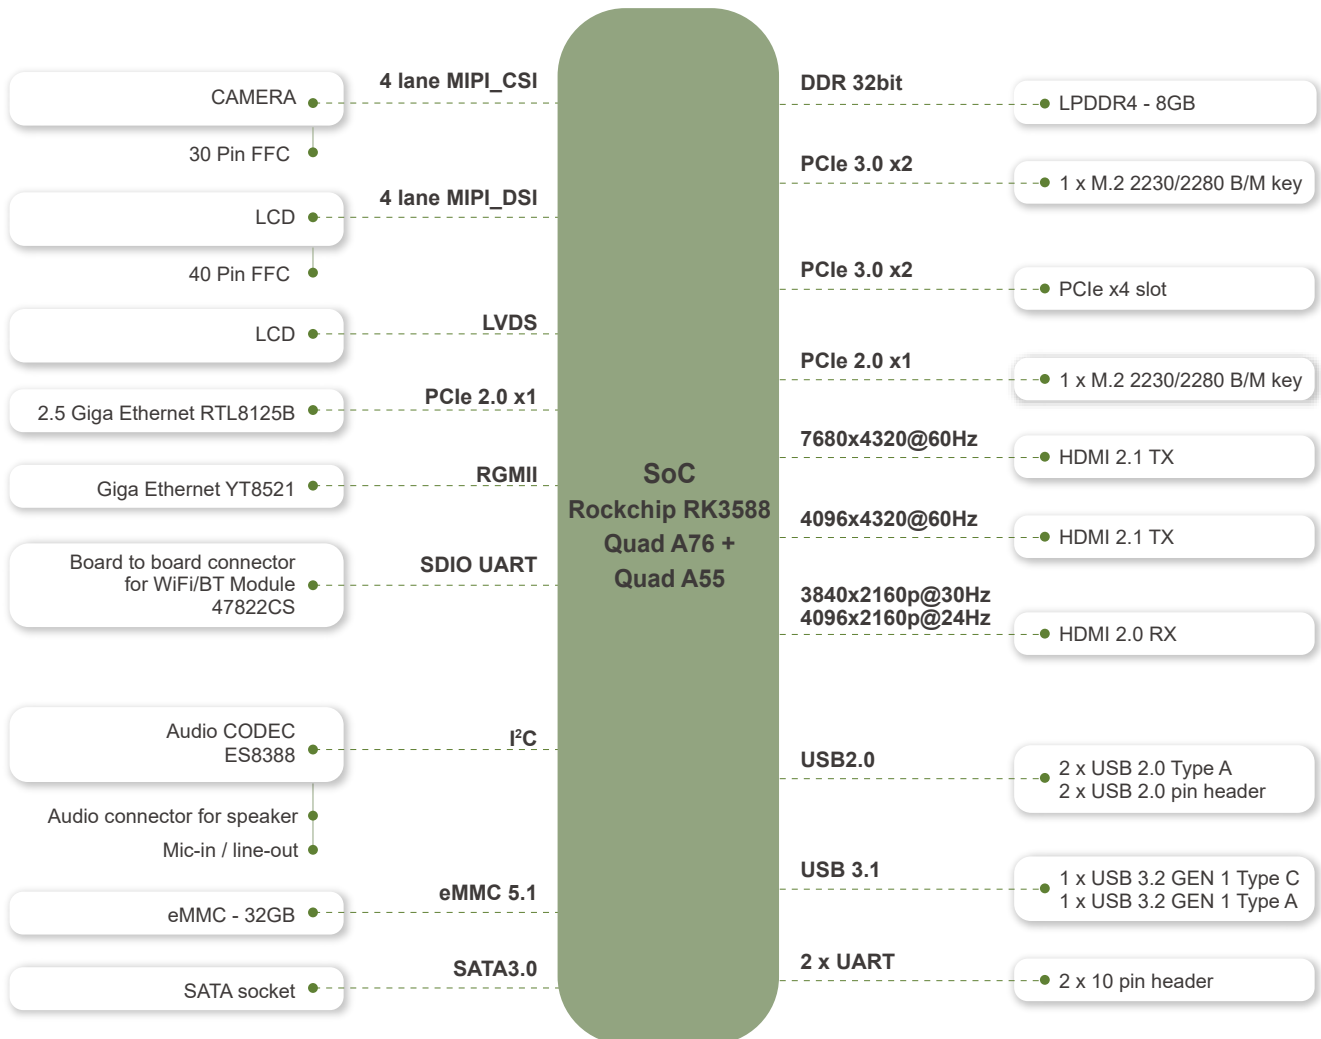 4 lane MIPI_CSI
CAMERA
30 Pin FFC
4 lane MIPI_DSI
LCD
40 Pin FFC
LVDS
LCD
PCIe 2.0 x1
2.5 Giga Ethernet RTL8125B
RGMII
Giga Ethernet YT8521
SDIO UART
Board to board connector
for WiFi/BT Module
47822CS
I²C
Audio CODEC
ES8388
Audio connector for speaker
Mic-in / line-out
eMMC 5.1
eMMC - 32GB
SATA3.0
SATA socket
SoC
Rockchip RK3588
Quad A76 +
Quad A55
DDR 32bit
LPDDR4 - 8GB
PCIe 3.0 x2
1 x M.2 2230/2280 B/M key
PCIe 3.0 x2
PCIe x4 slot
PCIe 2.0 x1
1 x M.2 2230/2280 B/M key
7680x4320@60Hz
HDMI 2.1 TX
4096x4320@60Hz
HDMI 2.1 TX
3840x2160p@30Hz
4096x2160p@24Hz
HDMI 2.0 RX
USB2.0
2 x USB 2.0 Type A
2 x USB 2.0 pin header
USB 3.1
1 x USB 3.2 GEN 1 Type C
1 x USB 3.2 GEN 1 Type A
2 x UART
2 x 10 pin header